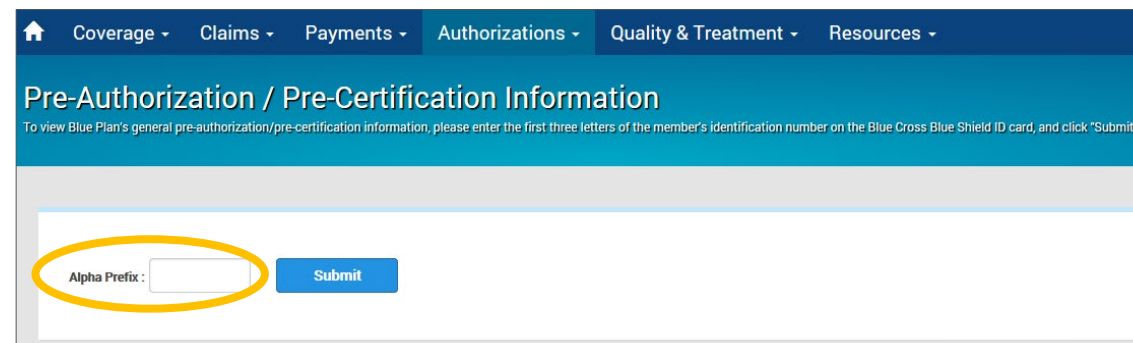 Coverage Claims Payments Authorizations Quality & Treatment Resources
Pre-Authorization / Pre-Certification Information
To view Blue Plan's general pre-authorization/pre-certification information, please enter the first three letters of the member's identification number on the Blue Cross Blue Shield ID card, and click "Submit
Alpha Prefix : Submit